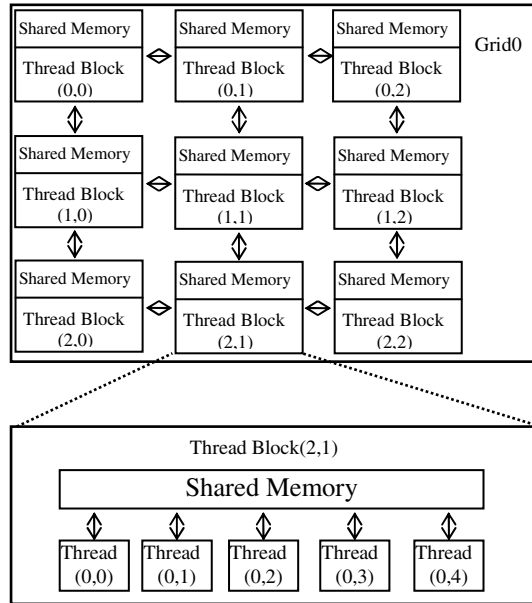 Shared Memory
Thread Block
(0,0)
Shared Memory
Thread Block
(0,1)
Shared Memory
Thread Block
(0,2)
Grid0
Shared Memory
Thread Block
(1,0)
Shared Memory
Thread Block
(1,1)
Shared Memory
Thread Block
(1,2)
Shared Memory
Thread Block
(2,0)
Shared Memory
Thread Block
(2,1)
Shared Memory
Thread Block
(2,2)
Thread Block(2,1)
Shared Memory
Thread
(0,0)
Thread
(0,1)
Thread
(0,2)
Thread
(0,3)
Thread
(0,4)